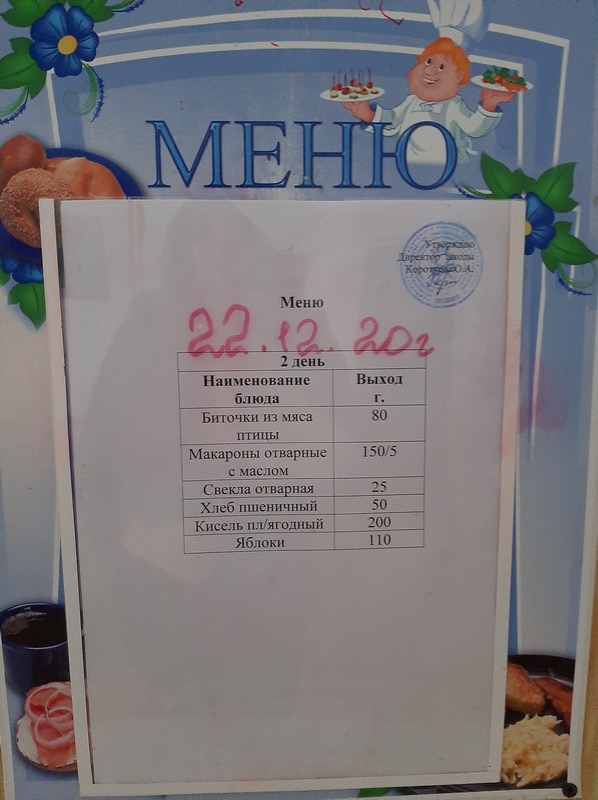 МЕНЮ
Утверждаю
Директор школы
Короткова О.А.
Меню
22.12.20г
2 день
Наименование блюда Выход г.
Биточки из мяса птицы 80
Макароны отварные с маслом 150/5
Свекла отварная 25
Хлеб пшеничный 50
Кисель пл/ягодный 200
Яблоки 110